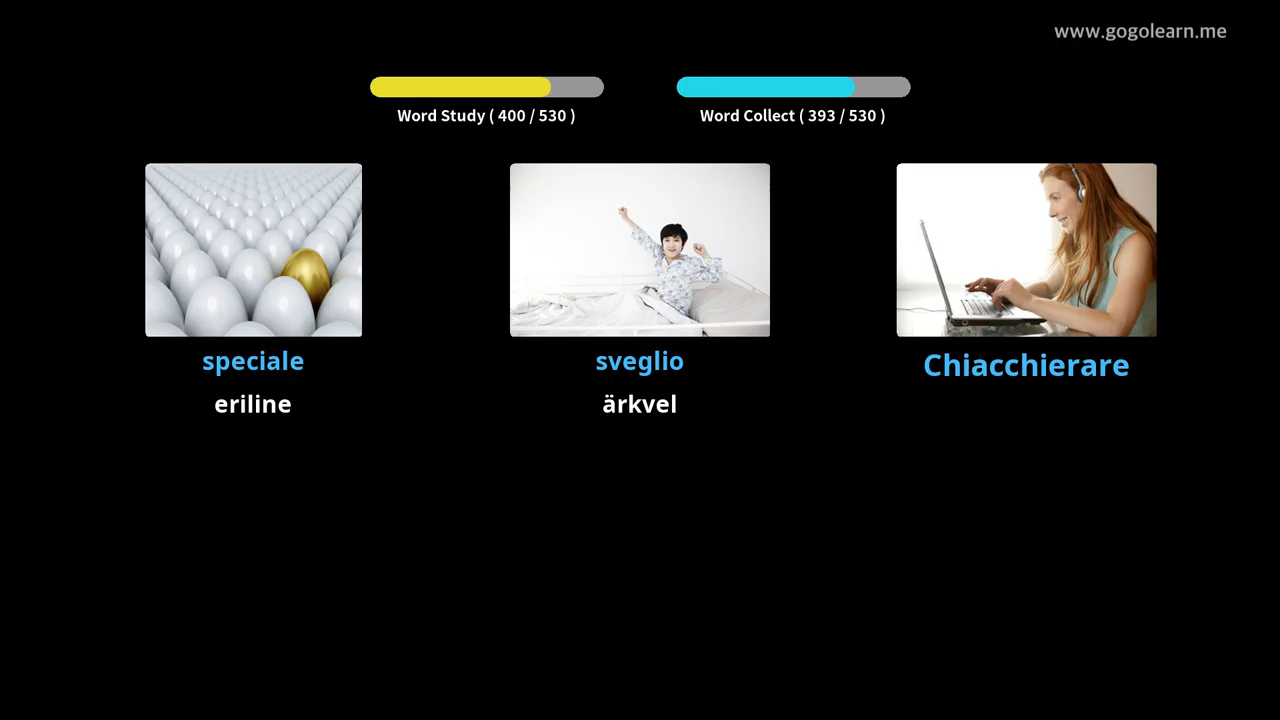 www.gogolearn.me
Word Study ( 400 / 530 )
Word Collect ( 393 / 530 )
speciale
eriline
sveglio
ärkvel
Chiacchierare